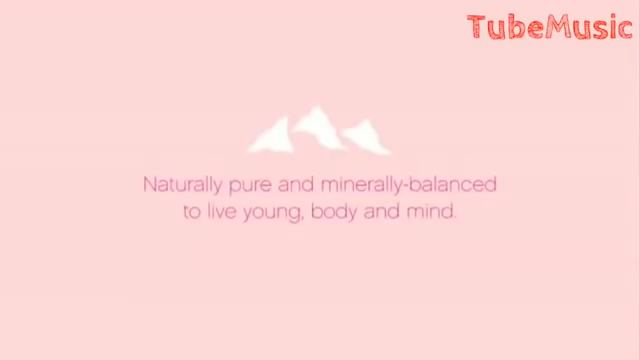 TubeMusic
Naturally pure and minerally-balanced
to live young, body and mind.